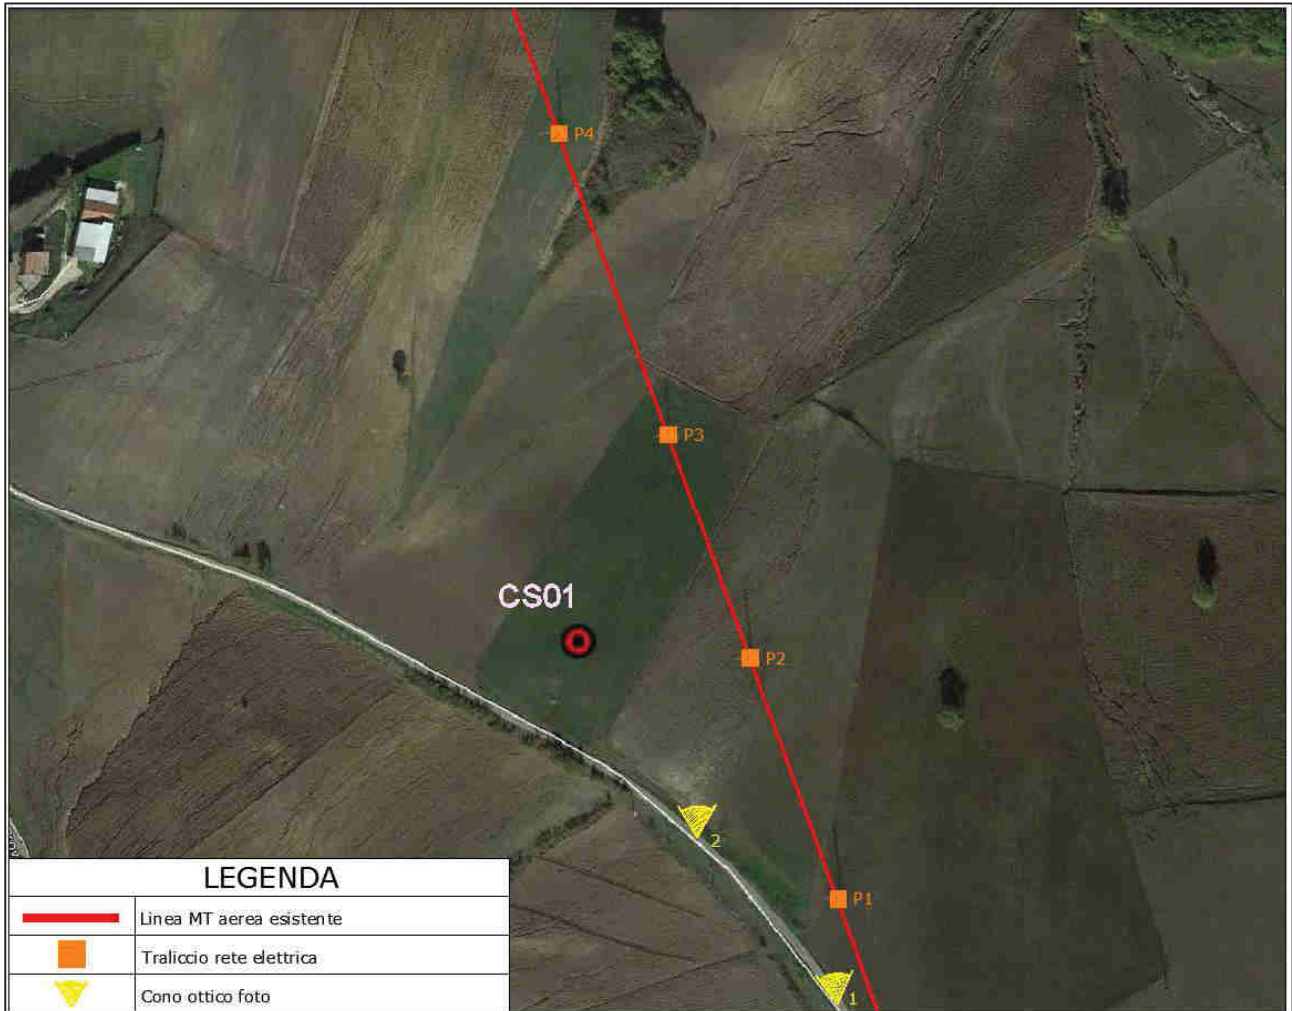 P4
P3
CS01
P2
2
P1
1
LEGENDA
Linea MT aerea esistente
Traliccio rete elettrica
Cono ottico foto